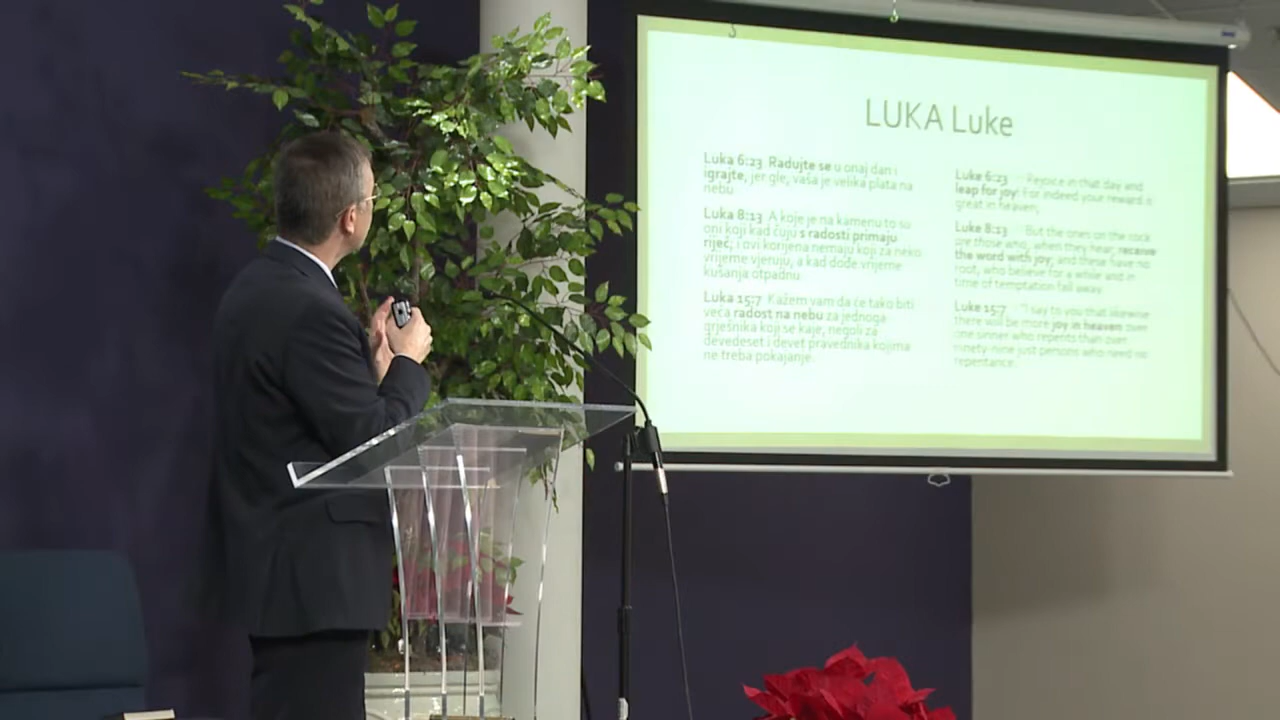 LUKA Luke
Luka 6:23 Radujte se u onaj dan i
igrajte, jer gle, vaša je velika plata na
nebu.
Luka 8:13 A koje je na kamenu to su
oni koji kad čuju s radosti primaju
riječ; i ovi korijena nemaju koji za neko
vrijeme vjeruju, a kad dođe vrijeme
kušanja otpadnu.
Luka 15:7 Kažem vam da će tako biti
veća radost na nebu za jednoga
grješnika koji se kaje, negoli za
devedeset i devet pravednika kojima
ne treba pokajanje.
Luke 6:23 Rejoice in that day and
leap for joy! For indeed your reward is
great in heaven,
Luke 8:13 But the ones on the rock
are those who, when they hear, receive
the word with joy; and these have no
root, who believe for a while and in
time of temptation fall away.
Luke 15:7 "I say to you that likewise
there will be more joy in heaven over
one sinner who repents than over
ninety-nine just persons who need no
repentance.